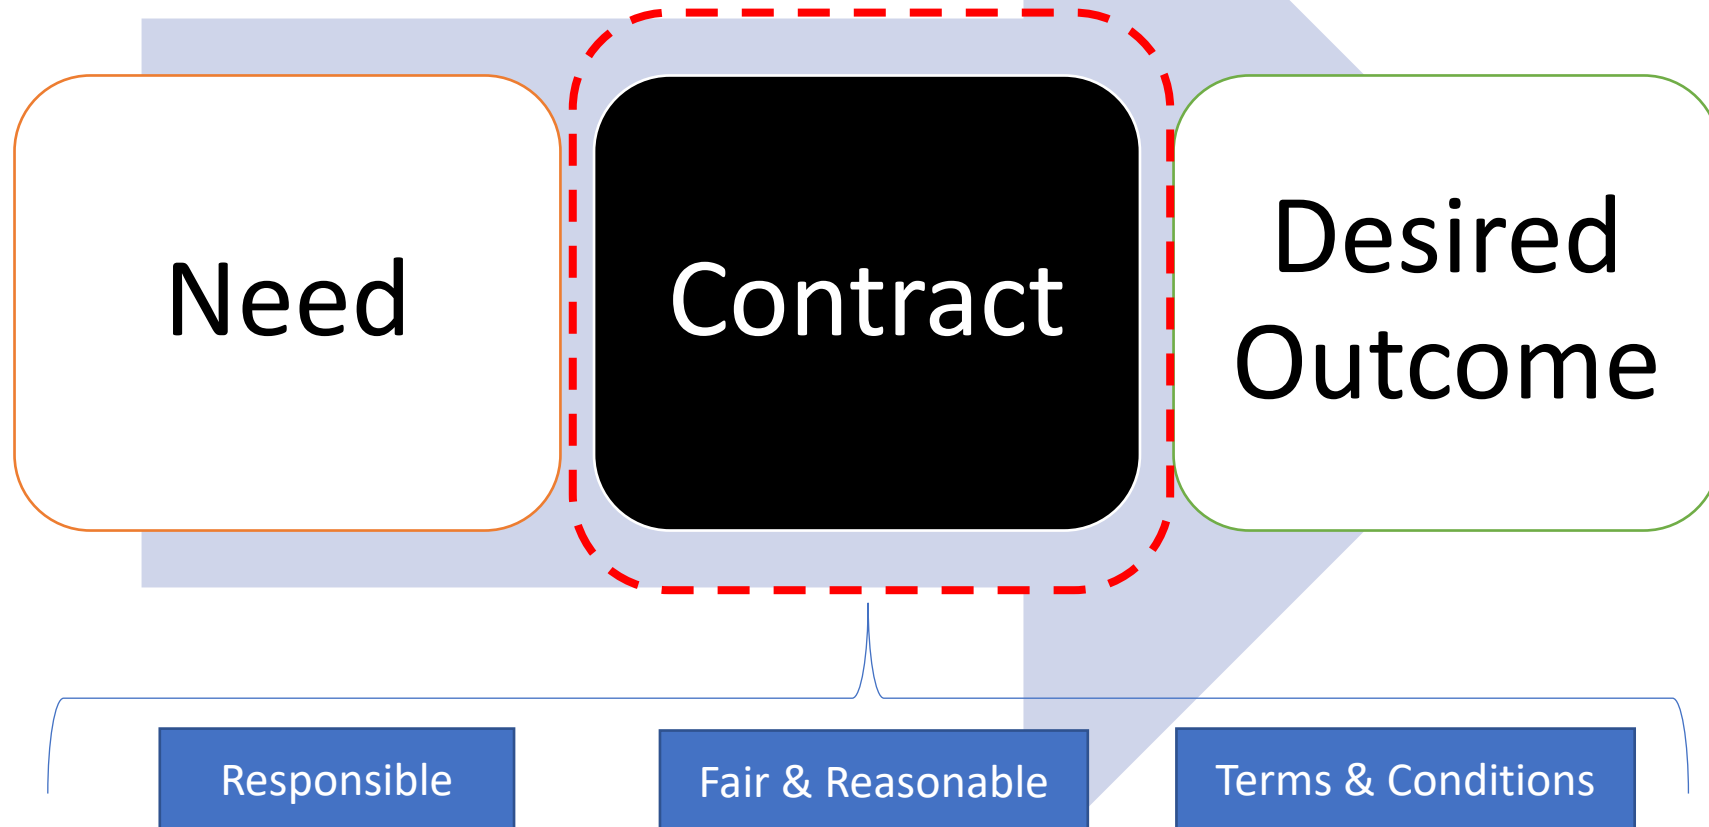 Need
Contract
Desired
Outcome
Responsible
Fair & Reasonable
Terms & Conditions